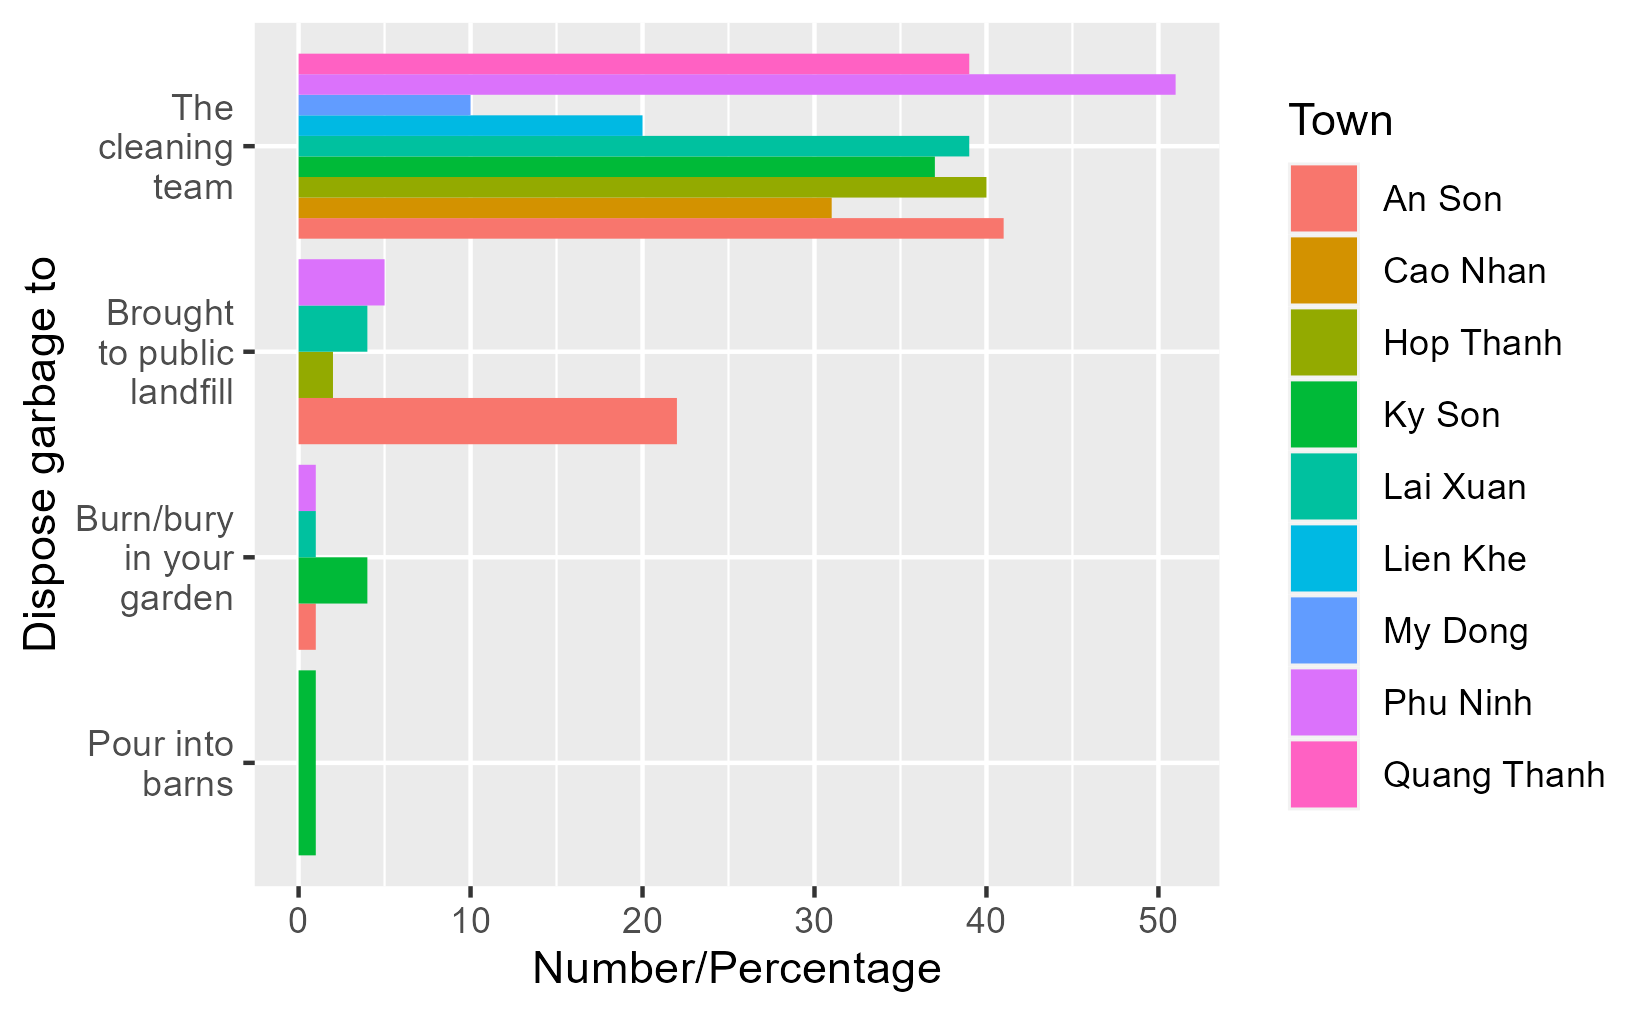 Dispose garbage to
The
cleaning
team
Brought
to public
landfill
Burn/bury
in your
garden
Pour into
barns
0 10 20 30 40 50
Number/Percentage
Town
An Son
Cao Nhan
Hop Thanh
Ky Son
Lai Xuan
Lien Khe
My Dong
Phu Ninh
Quang Thanh